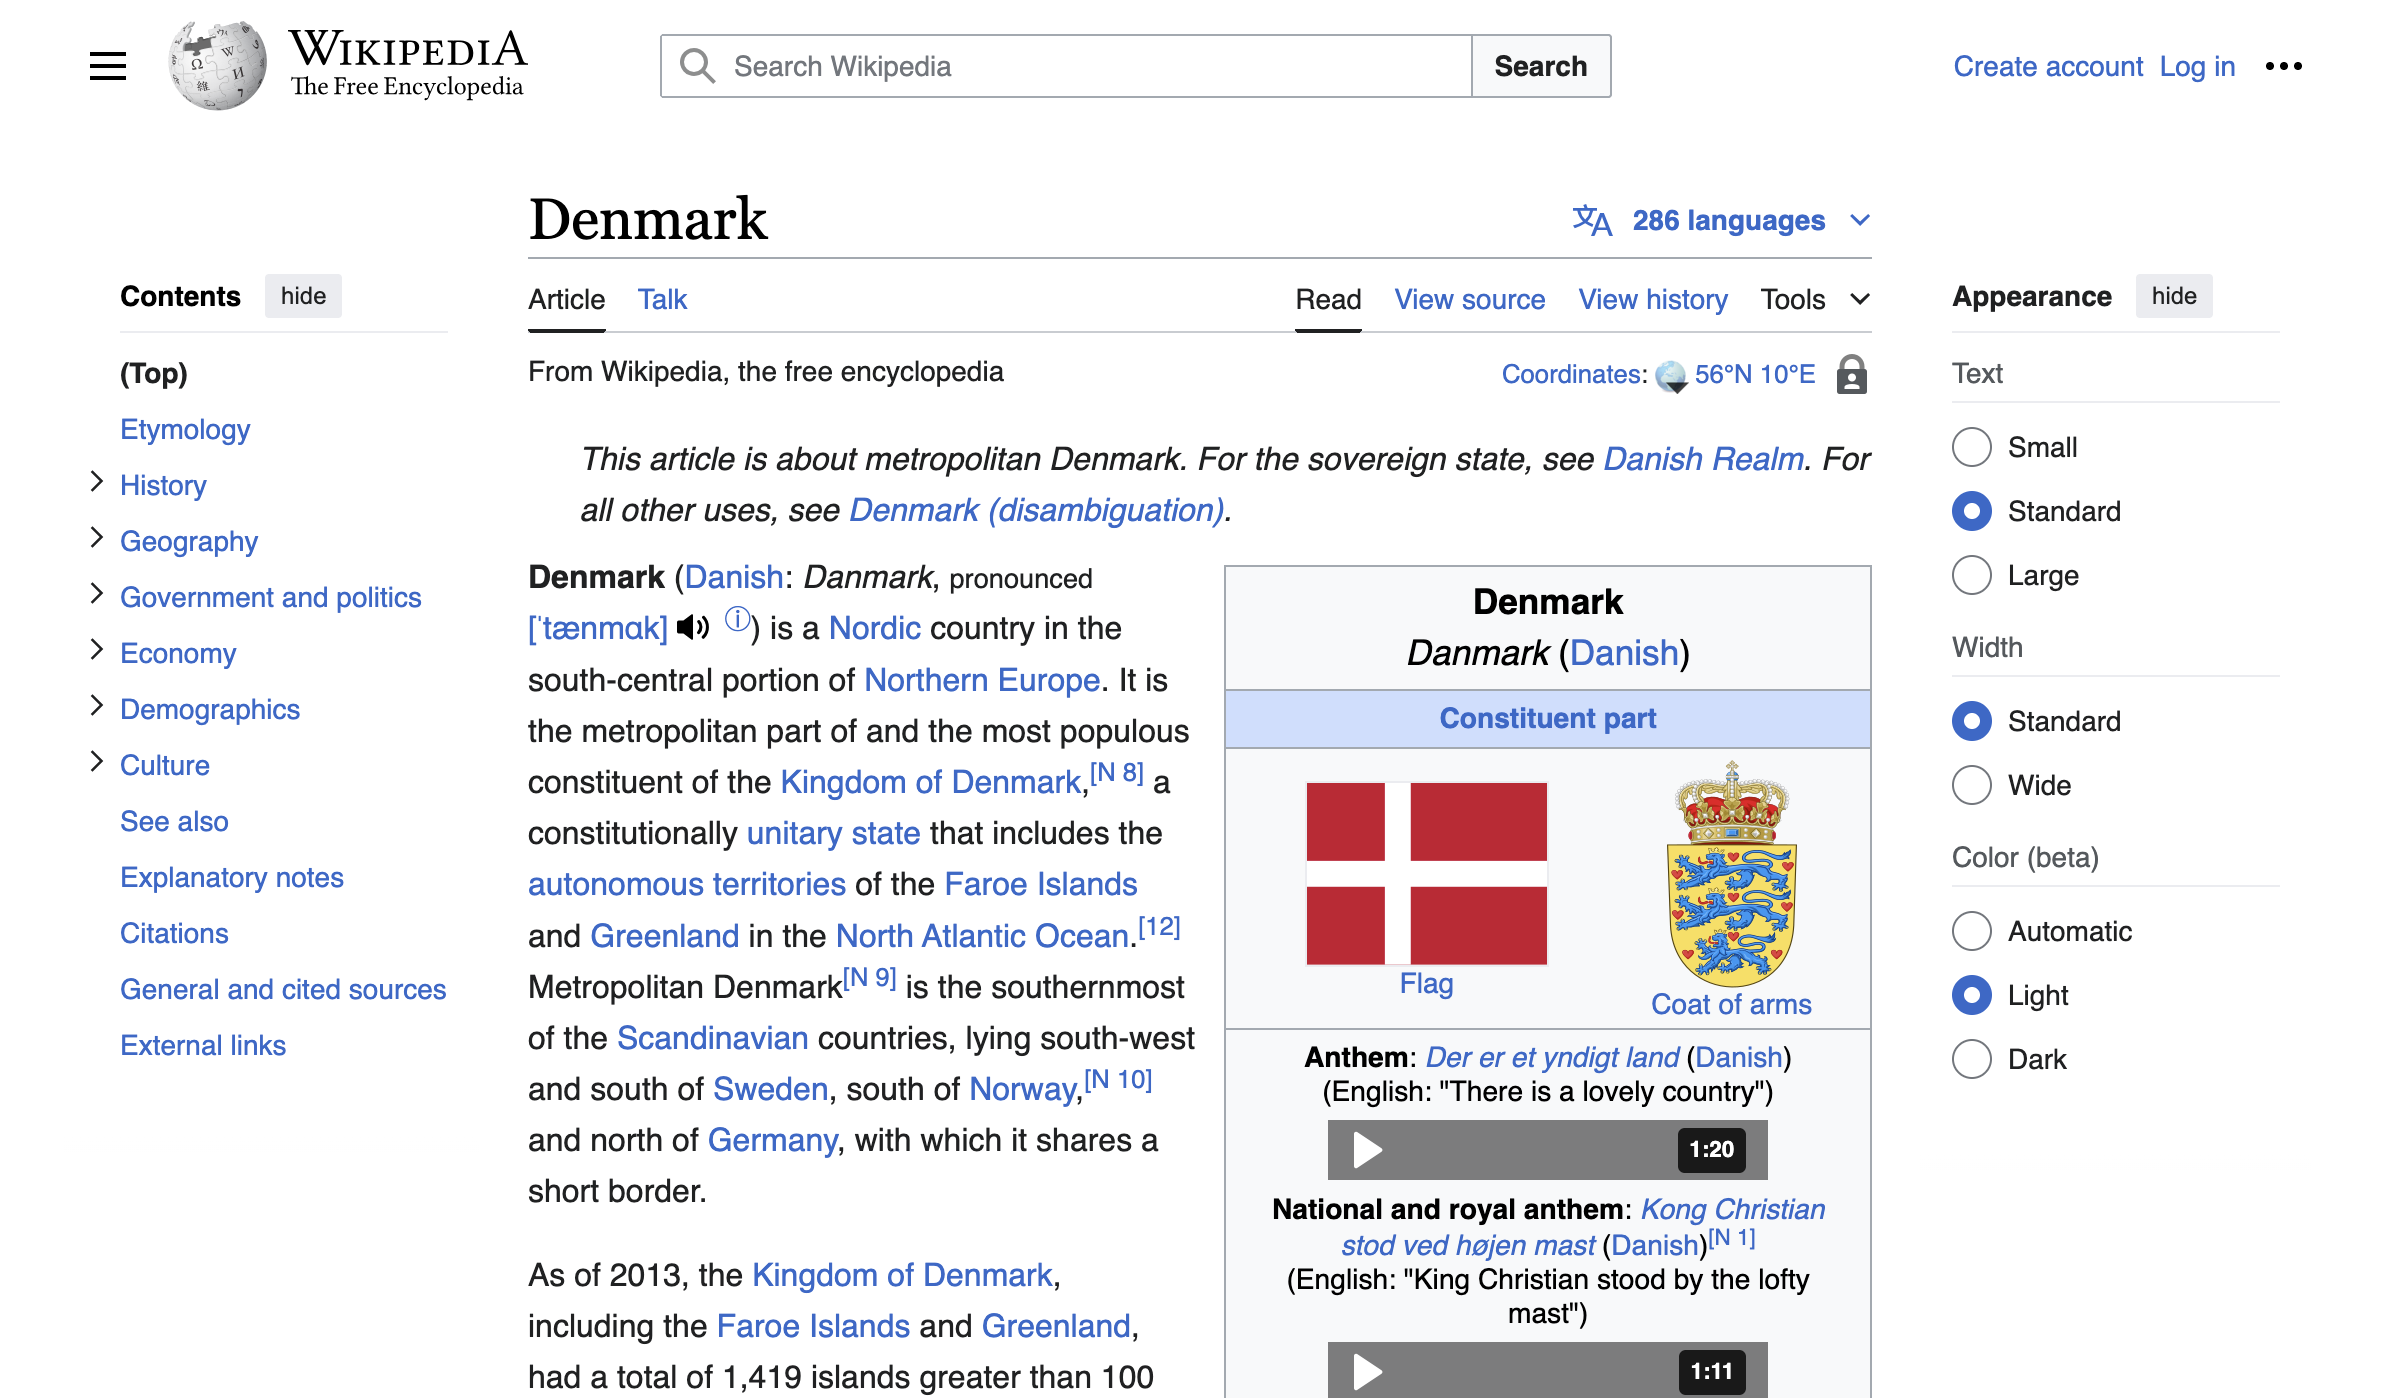 WIKIPEDIA
The Free Encyclopedia
Search Wikipedia
Search
Create account Log in
Denmark
286 languages
Contents hide
(Top)
Etymology
History
Geography
Government and politics
Economy
Demographics
Culture
See also
Explanatory notes
Citations
General and cited sources
External links
Article Talk
Read View source View history Tools
From Wikipedia, the free encyclopedia
Coordinates: 56°N 10°E
This article is about metropolitan Denmark. For the sovereign state, see Danish Realm. For
all other uses, see Denmark (disambiguation).
Denmark (Danish: Danmark, pronounced
[ˈtænmɑk] ⓘ) is a Nordic country in the
south-central portion of Northern Europe. It is
the metropolitan part of and the most populous
constituent of the Kingdom of Denmark,[N 8] a
constitutionally unitary state that includes the
autonomous territories of the Faroe Islands
and Greenland in the North Atlantic Ocean.[12]
Metropolitan Denmark[N 9] is the southernmost
of the Scandinavian countries, lying south-west
and south of Sweden, south of Norway,[N 10]
and north of Germany, with which it shares a
short border.
As of 2013, the Kingdom of Denmark,
including the Faroe Islands and Greenland,
had a total of 1,419 islands greater than 100
Denmark
Danmark (Danish)
Constituent part
Flag
Coat of arms
Anthem: Der er et yndigt land (Danish)
(English: "There is a lovely country")
1:20
National and royal anthem: Kong Christian
stod ved højen mast (Danish)[N 1]
(English: "King Christian stood by the lofty
mast")
1:11
Appearance hide
Text
Small
Standard
Large
Width
Standard
Wide
Color (beta)
Automatic
Light
Dark